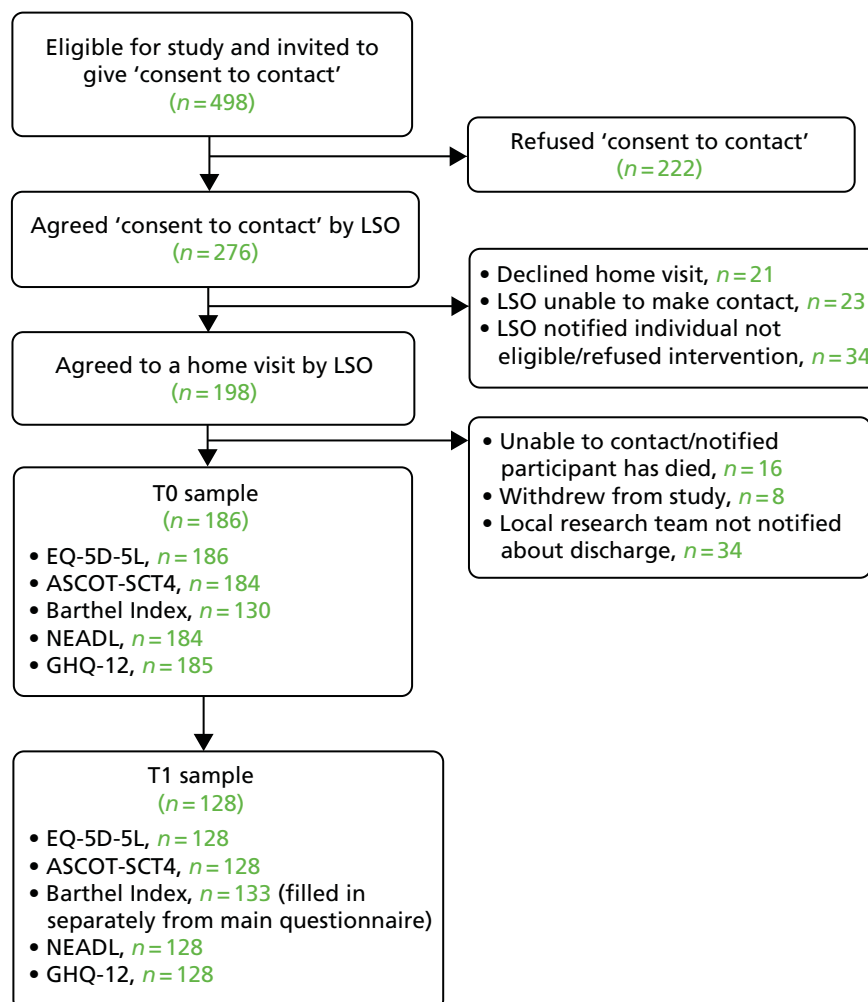 Eligible for study and invited to
give ‘consent to contact’
(n=498)
Refused ‘consent to contact’
(n=222)
Agreed ‘consent to contact’ by LSO
(n=276)
• Declined home visit, n=21
• LSO unable to make contact, n=23
• LSO notified individual not
eligible/refused intervention, n=34
Agreed to a home visit by LSO
(n=198)
• Unable to contact/notified
participant has died, n=16
• Withdrew from study, n=8
• Local research team not notified
about discharge, n=34
T0 sample
(n=186)
• EQ-5D-5L, n=186
• ASCOT-SCT4, n=184
• Barthel Index, n=130
• NEADL, n=184
• GHQ-12, n=185
T1 sample
(n=128)
• EQ-5D-5L, n=128
• ASCOT-SCT4, n=128
• Barthel Index, n=133 (filled in
separately from main questionnaire)
• NEADL, n=128
• GHQ-12, n=128